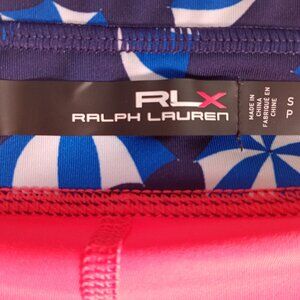 RLX
RALPH LAUREN
MADE IN
CHINA
FABRIQUÉ EN
CHINE
S
P